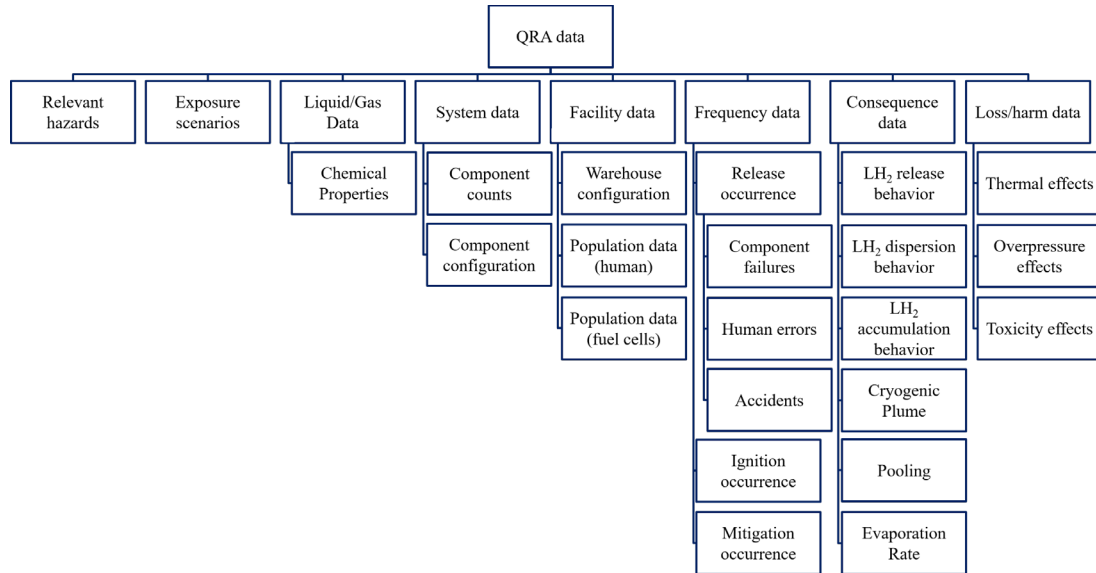 QRA data
Relevant
hazards
Exposure
scenarios
Liquid/Gas
Data
System data
Facility data
Frequency data
Consequence
data
Loss/harm data
Chemical
Properties
Component
counts
Component
configuration
Warehouse
configuration
Population data
(human)
Population data
(fuel cells)
Release
occurrence
Component
failures
Human errors
Accidents
Ignition
occurrence
Mitigation
occurrence
LH₂ release
behavior
LH₂ dispersion
behavior
LH₂
accumulation
behavior
Cryogenic
Plume
Pooling
Evaporation
Rate
Thermal effects
Overpressure
effects
Toxicity effects